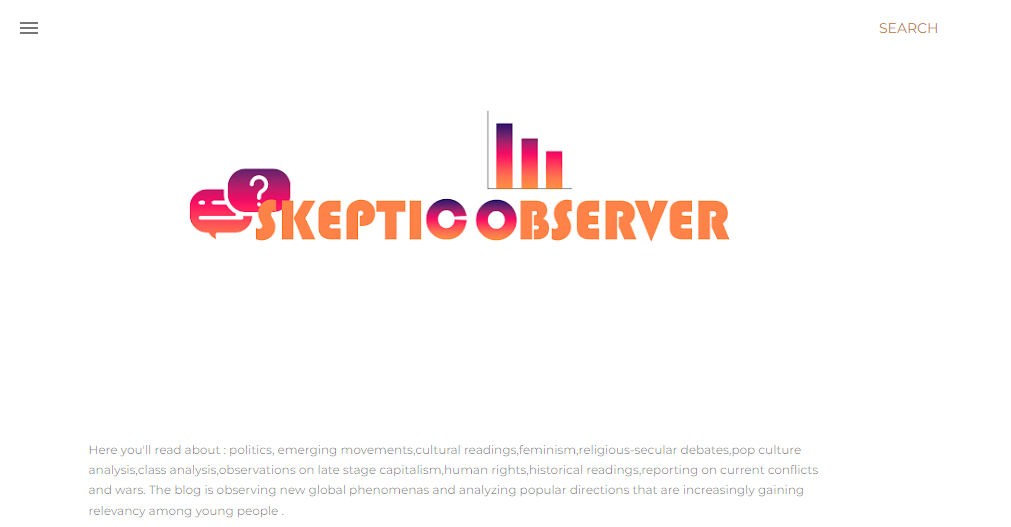 SEARCH
?
SKEPTIC OBSERVER
Here you'll read about : politics, emerging movements,cultural readings,feminism,religious-secular debates,pop culture
analysis,class analysis,observations on late stage capitalism,human rights,historical readings,reporting on current conflicts
and wars. The blog is observing new global phenomenas and analyzing popular directions that are increasingly gaining
relevancy among young people .